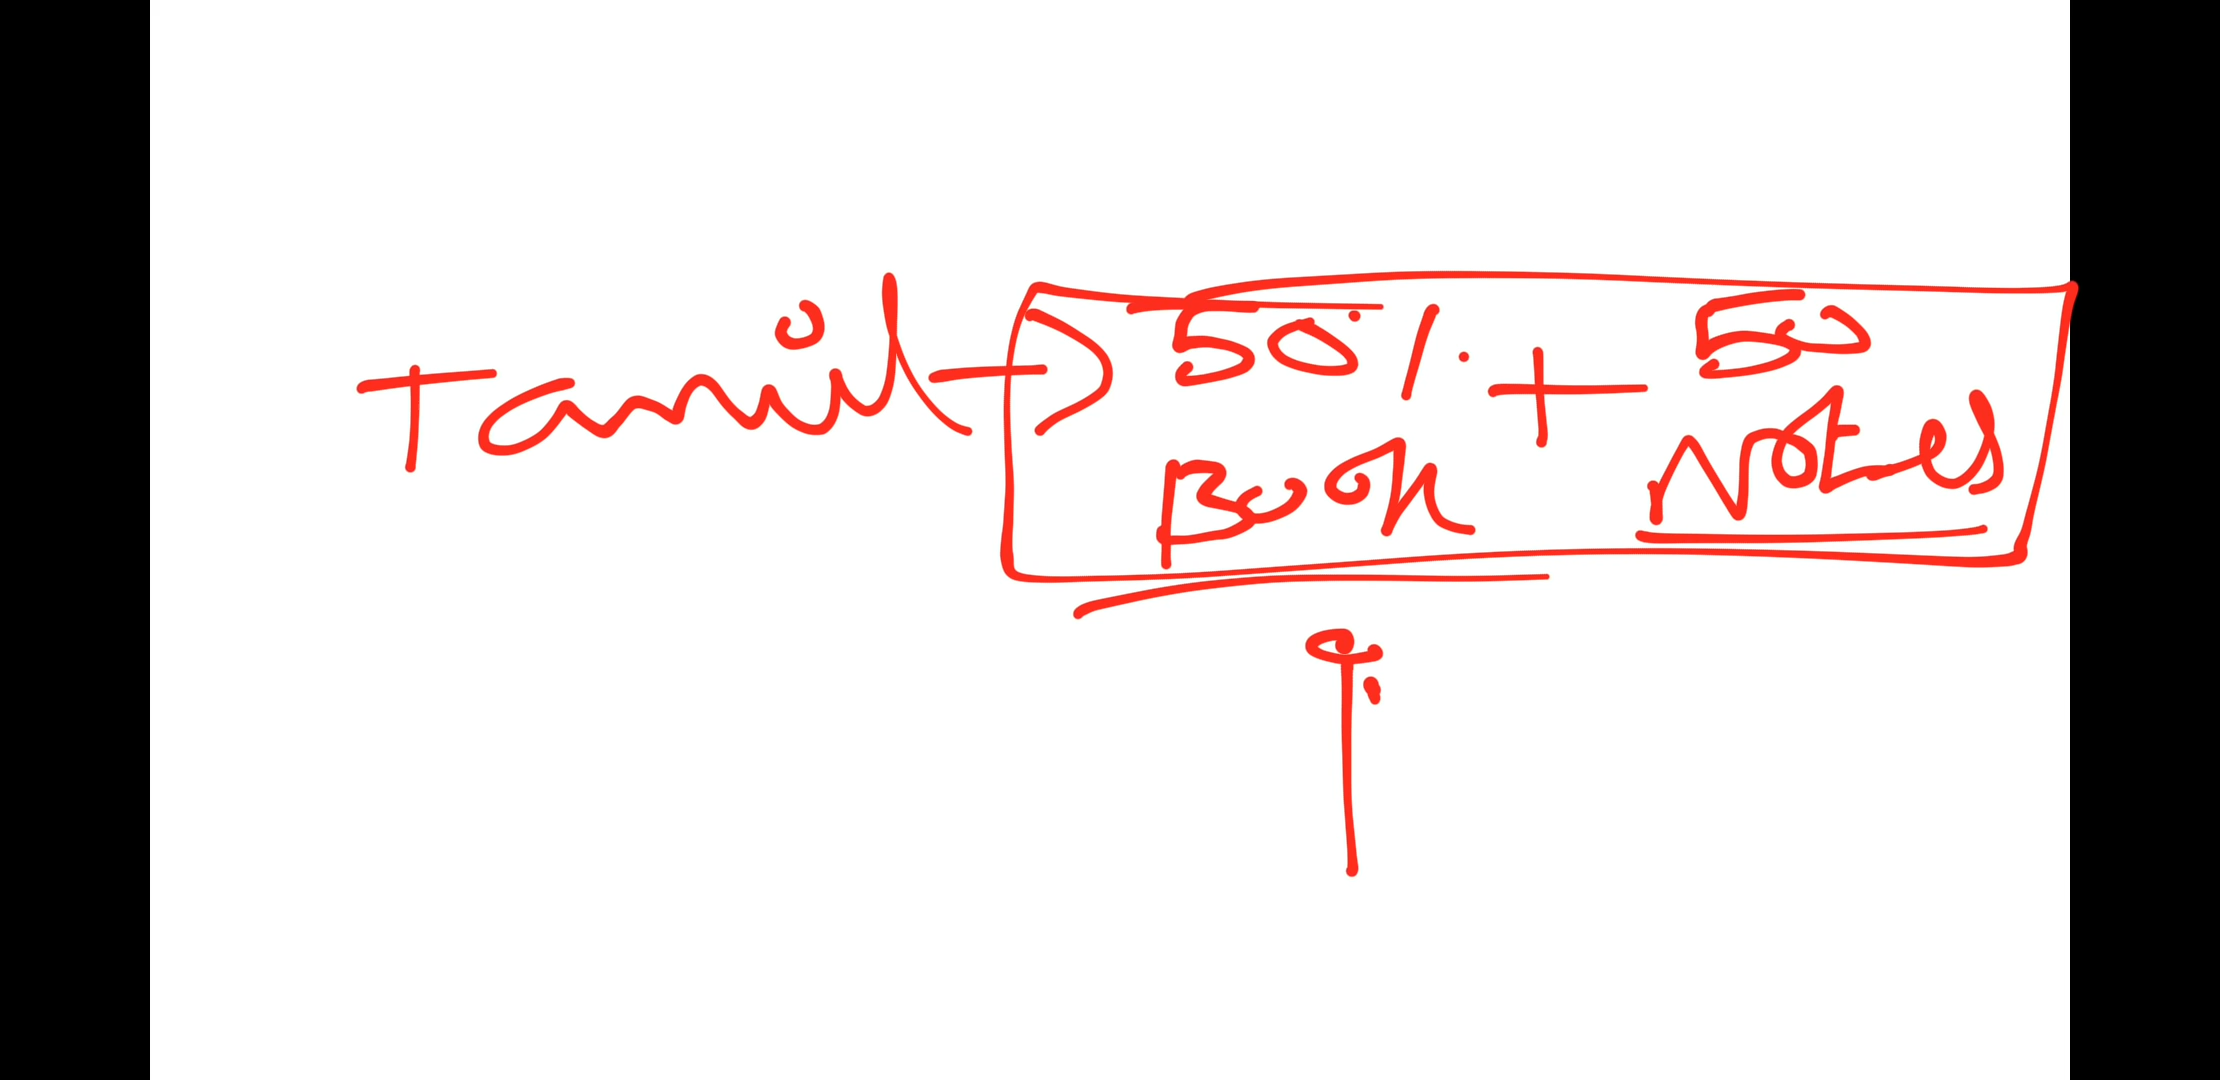 Tamil → 50% + 50
Book Notes